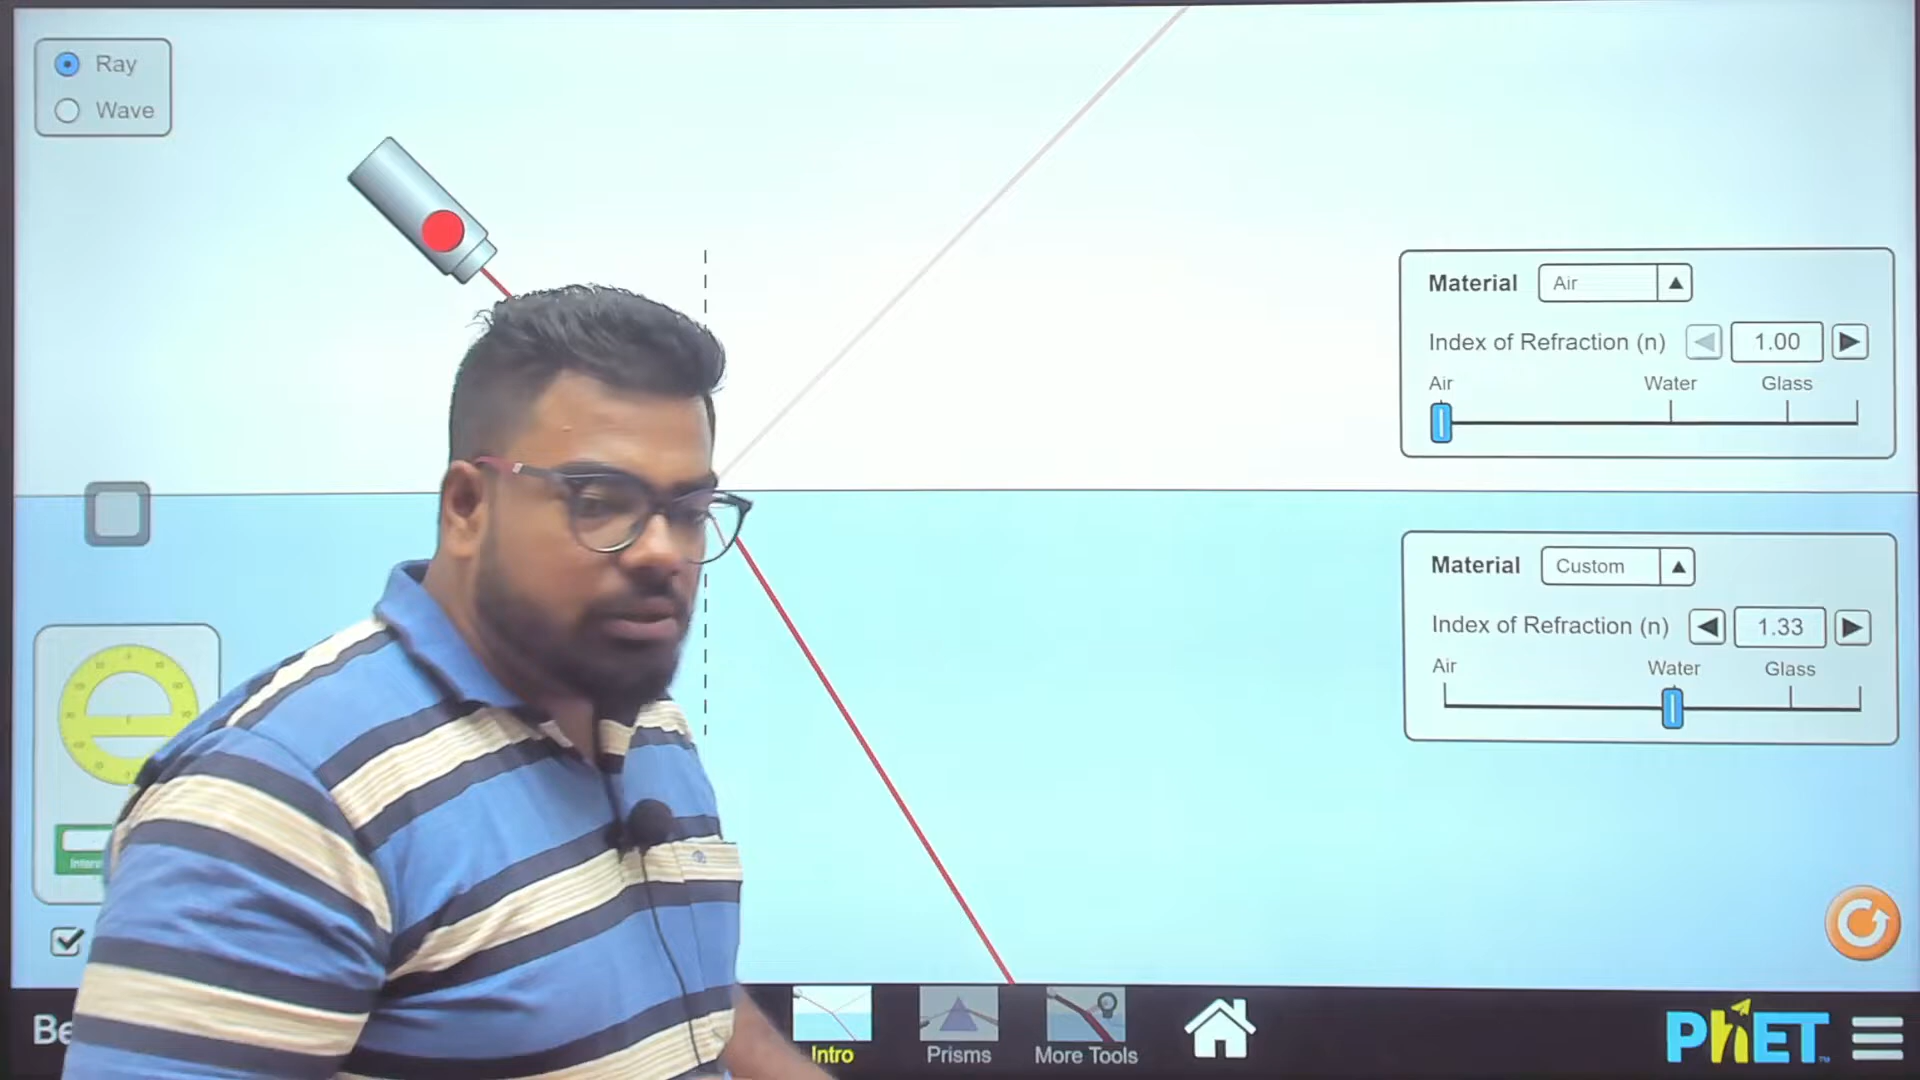 Ray
Wave
Material Air
Index of Refraction (n) 1.00
Air Water Glass
Material Custom
Index of Refraction (n) 1.33
Air Water Glass
Intro
Prisms
More Tools
PhET